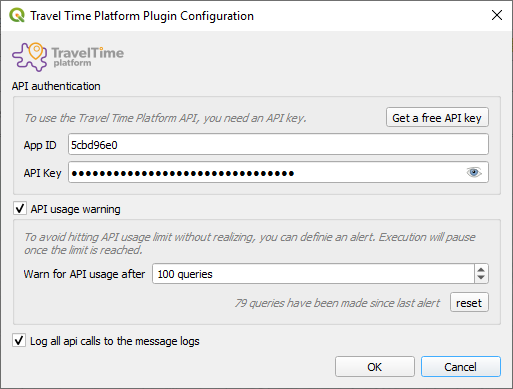 Travel Time Platform Plugin Configuration
TravelTime
platform
API authentication
To use the Travel Time Platform API, you need an API key.
Get a free API key
App ID
5cbd96e0
API Key
●●●●●●●●●●●●●●●●●●●●●●●●●●●●●●●●
API usage warning
To avoid hitting API usage limit without realizing, you can definie an alert. Execution will pause
once the limit is reached.
Warn for API usage after
100 queries
79 queries have been made since last alert
reset
Log all api calls to the message logs
OK
Cancel